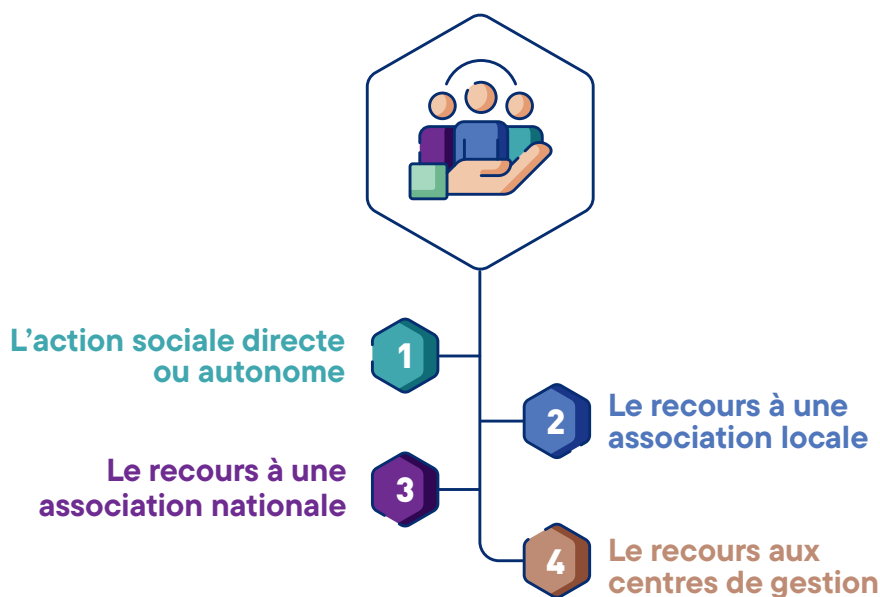 L'action sociale directe
ou autonome
1
2
Le recours à une
association locale
Le recours à une
association nationale
3
4
Le recours aux
centres de gestion